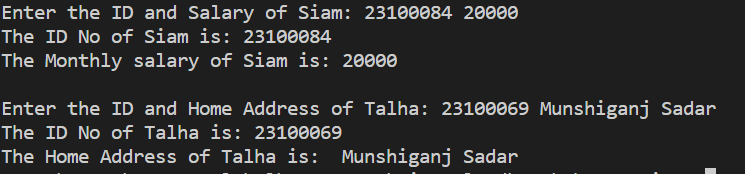 Enter the ID and Salary of Siam: 23100084 20000
The ID No of Siam is: 23100084
The Monthly salary of Siam is: 20000
Enter the ID and Home Address of Talha: 23100069 Munshiganj Sadar
The ID No of Talha is: 23100069
The Home Address of Talha is:  Munshiganj Sadar